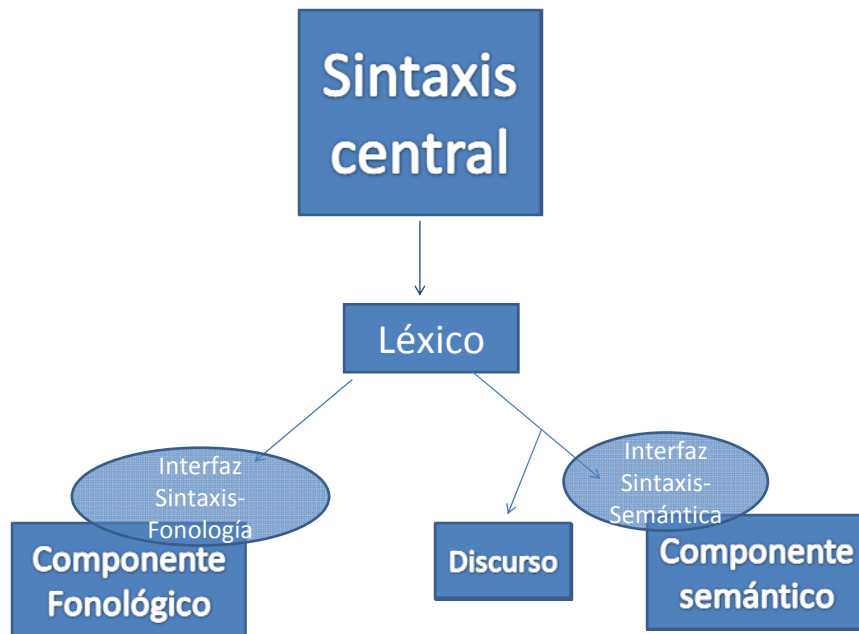 Sintaxis
central
Léxico
Interfaz
Sintaxis-
Fonología
Interfaz
Sintaxis-
Semántica
Componente
Fonológico
Discurso
Componente
semántico